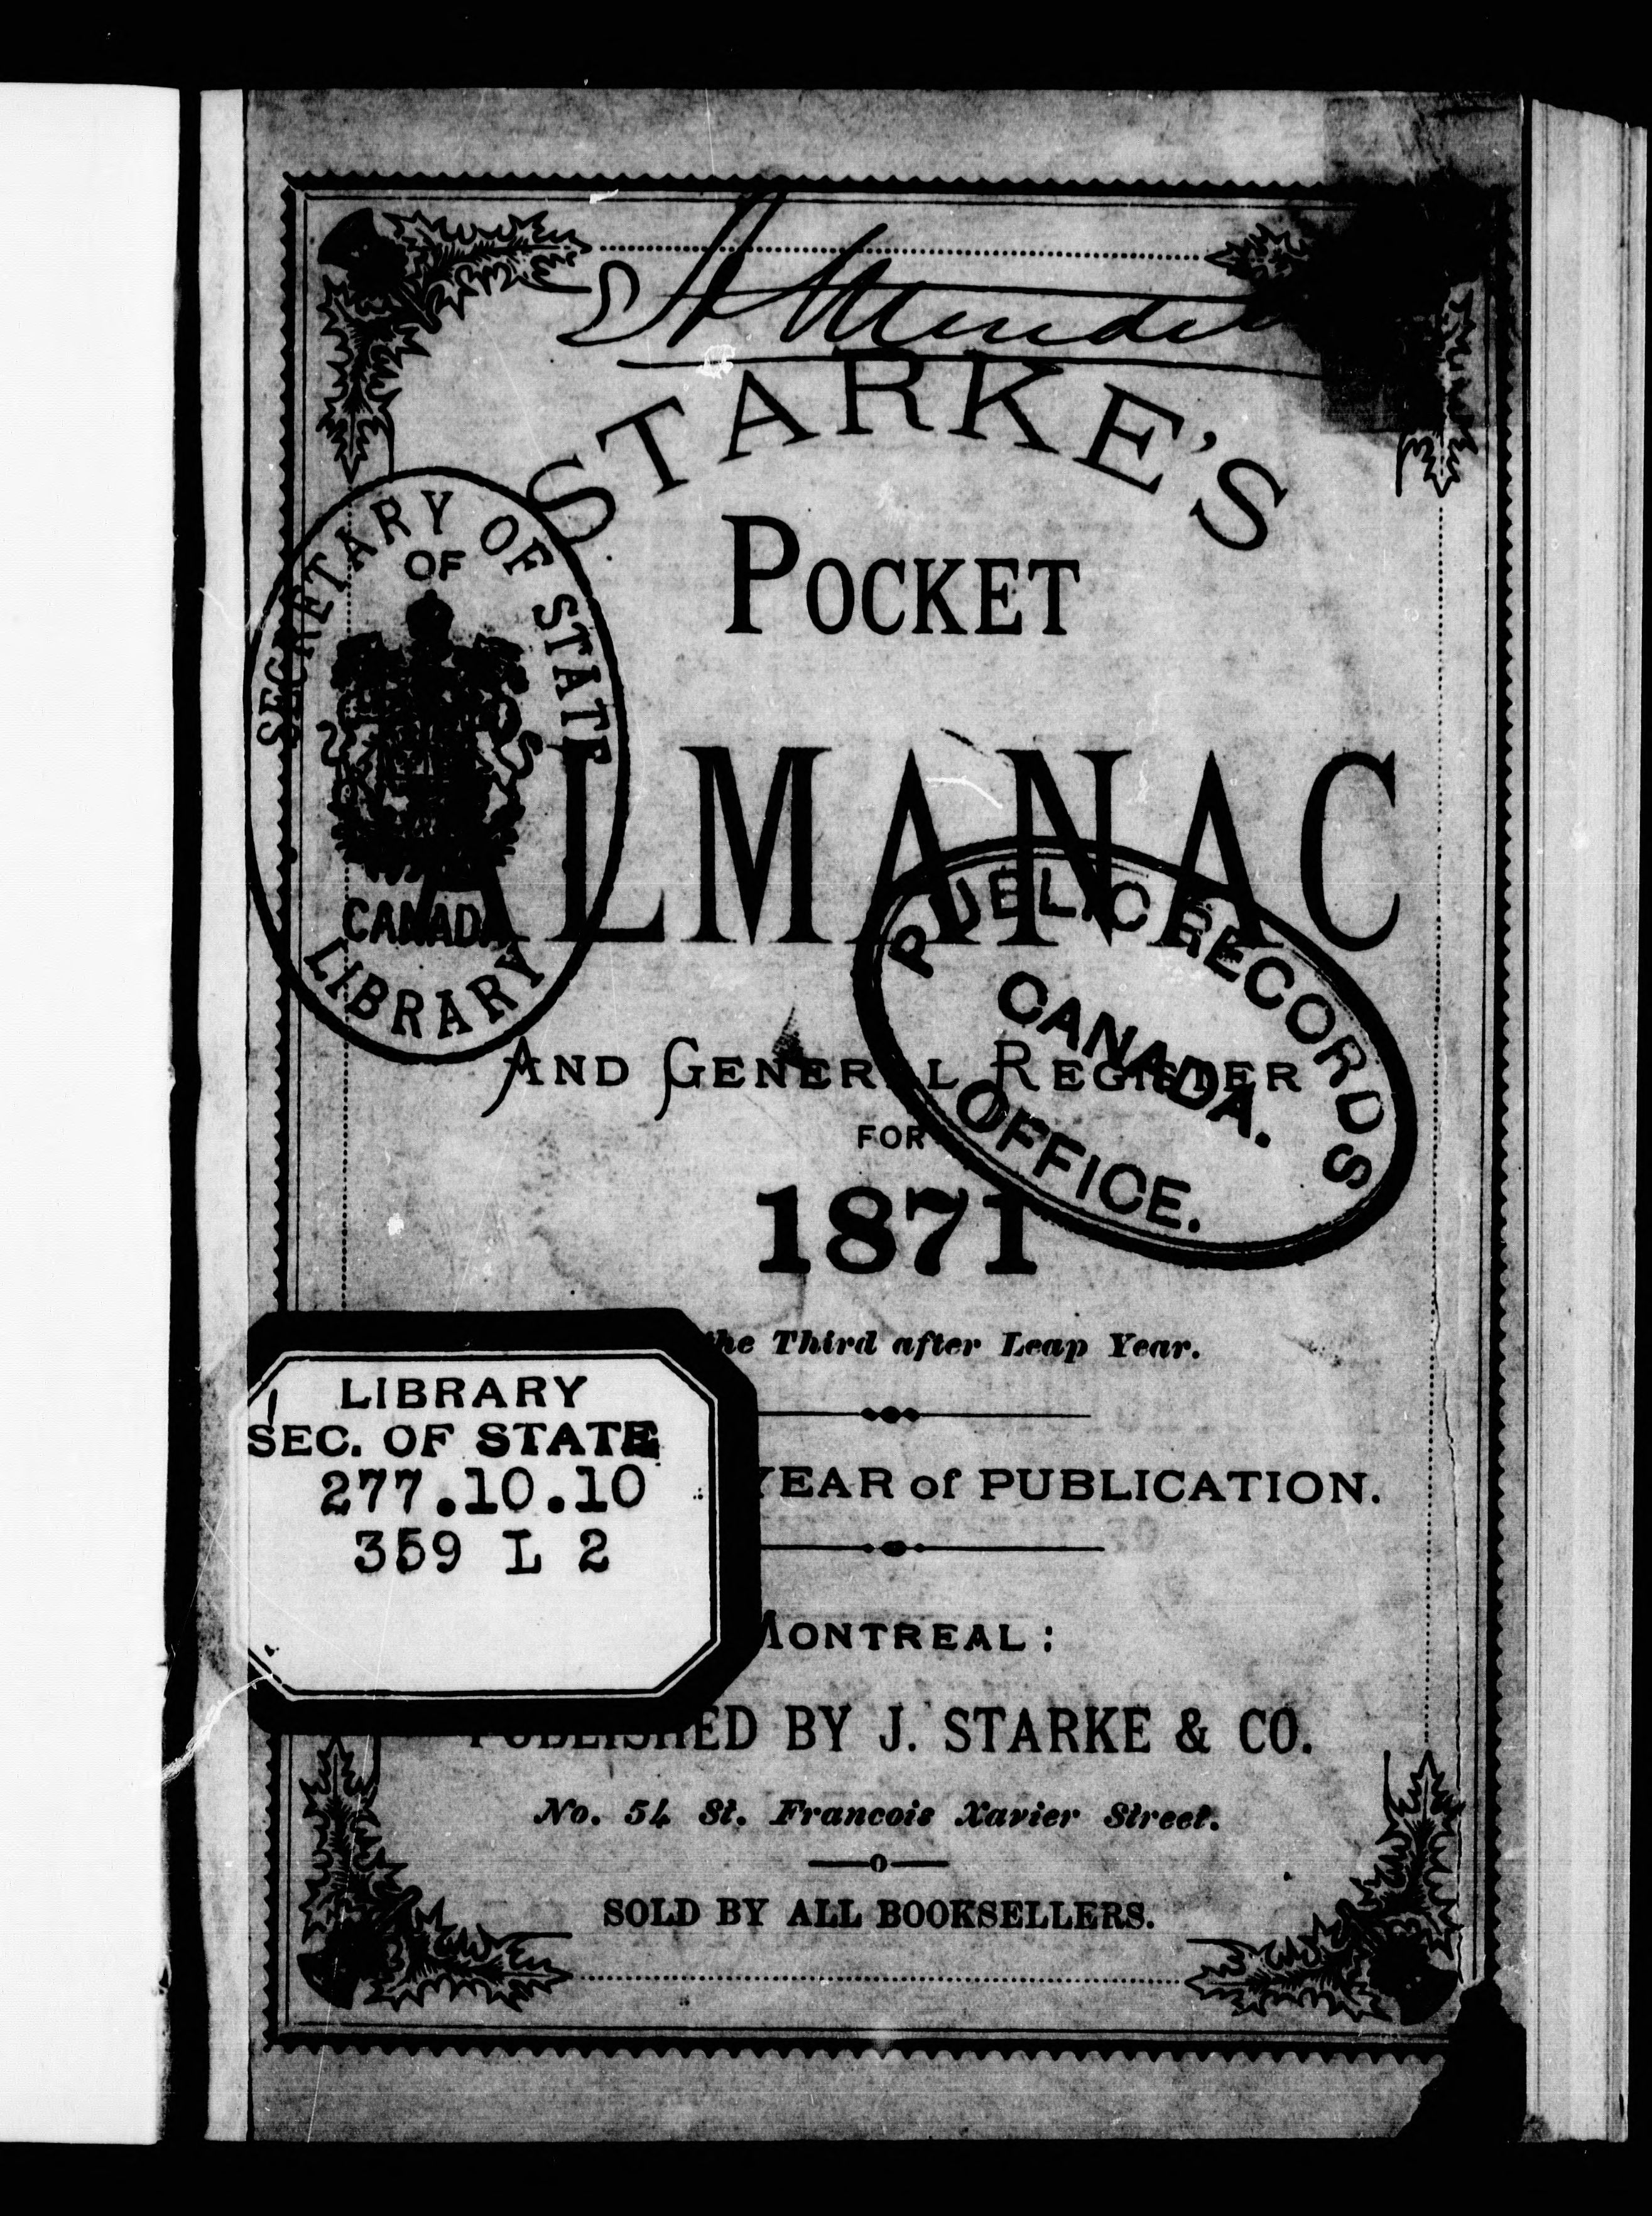 STARKE'S
POCKET
ALMANAC
AND GENERAL REGISTER
FOR
1871
the Third after Leap Year.
YEAR of PUBLICATION.
MONTREAL:
PUBLISHED BY J. STARKE & CO.
No. 54 St. Francois Xavier Street.
SOLD BY ALL BOOKSELLERS.
SECRETARY OF STATE
OF
CANADA
LIBRARY
PUBLIC RECORDS
CANADA.
OFFICE.
LIBRARY
SEC. OF STATE
277.10.10
359 L 2